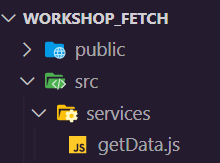 WORKSHOP_FETCH
public
src
services
JS getData.js